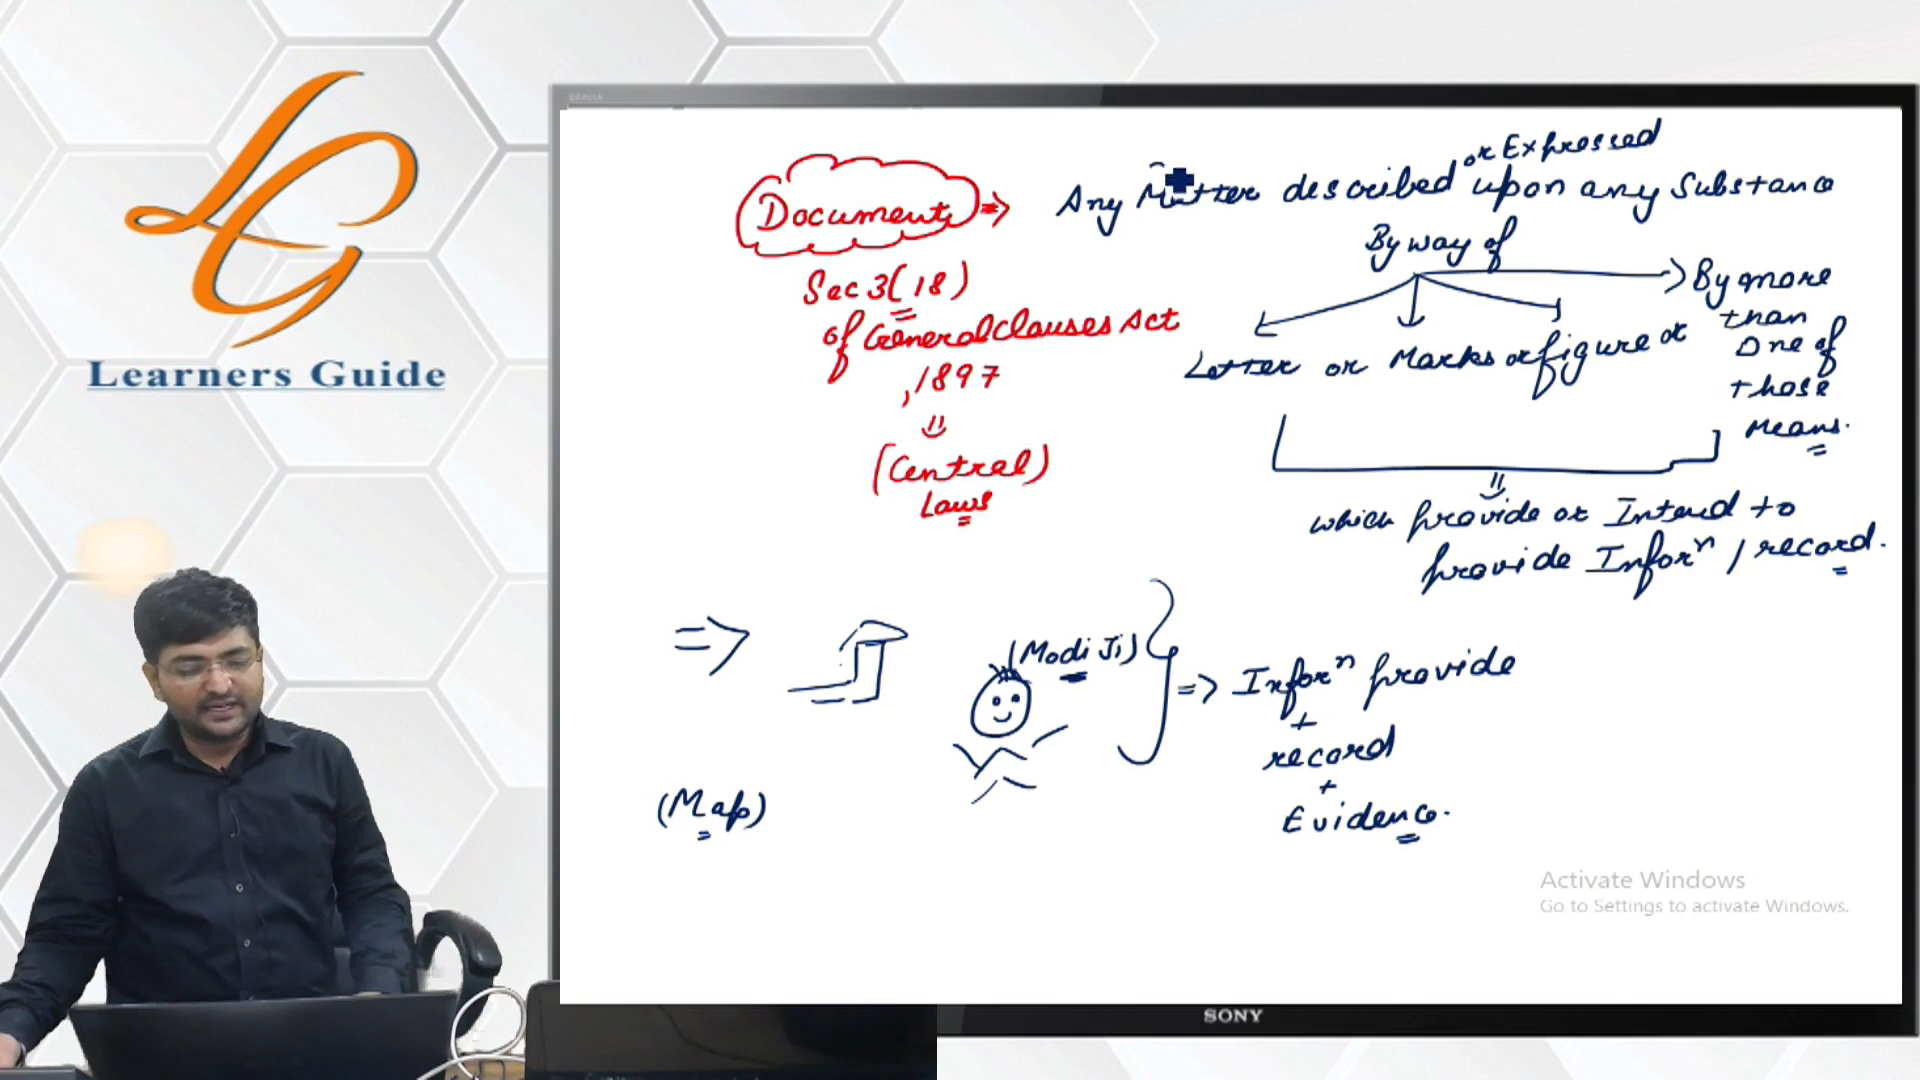 Learners Guide
BRAVIA
Document => Any Matter described or Expressed upon any Substance
Sec 3(18)
of General Clauses Act
, 1897
(Central)
Laws
By way of
Letter or Marks or figure or
By more
than
One of
those
Means.
which provide or Intend to
provide Inforⁿ / record.
=>
(Modi Ji)
=> Inforⁿ provide
+
record
+
Evidence.
(Map)
Activate Windows
Go to Settings to activate Windows.
SONY